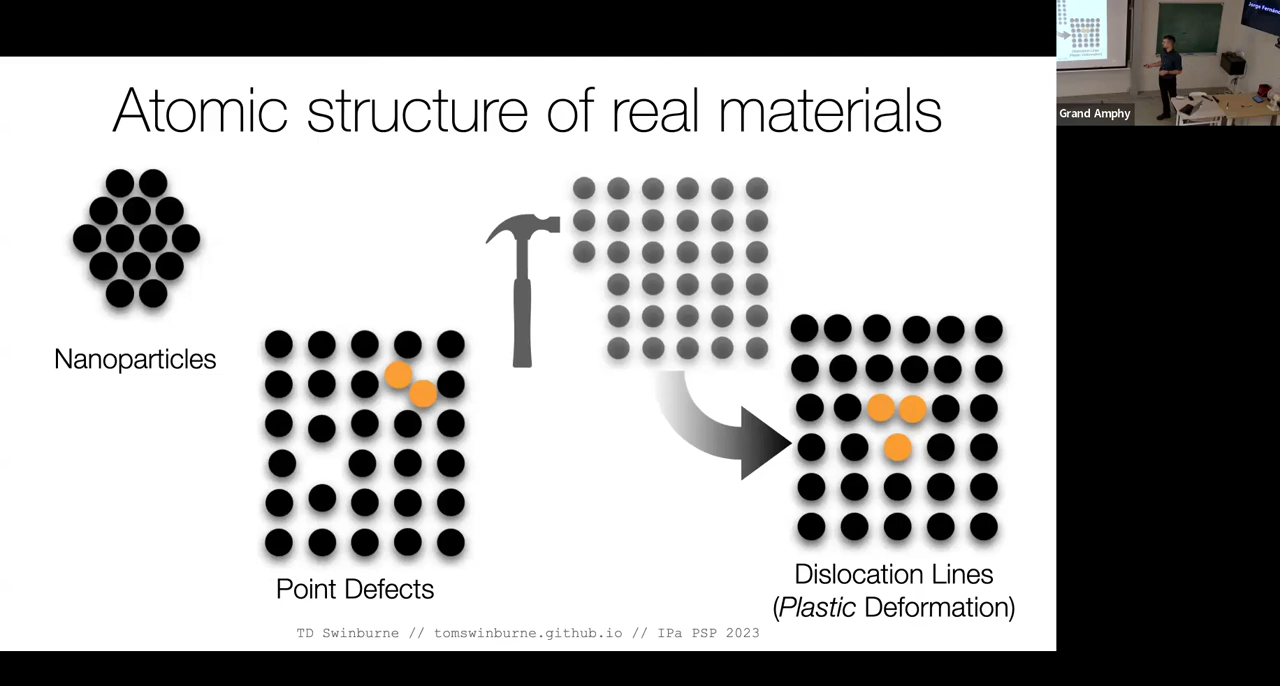 Atomic structure of real materials
Nanoparticles
Point Defects
Dislocation Lines
(Plastic Deformation)
TD Swinburne // tomswinburne.github.io // IPa PSP 2023
Grand Amphy